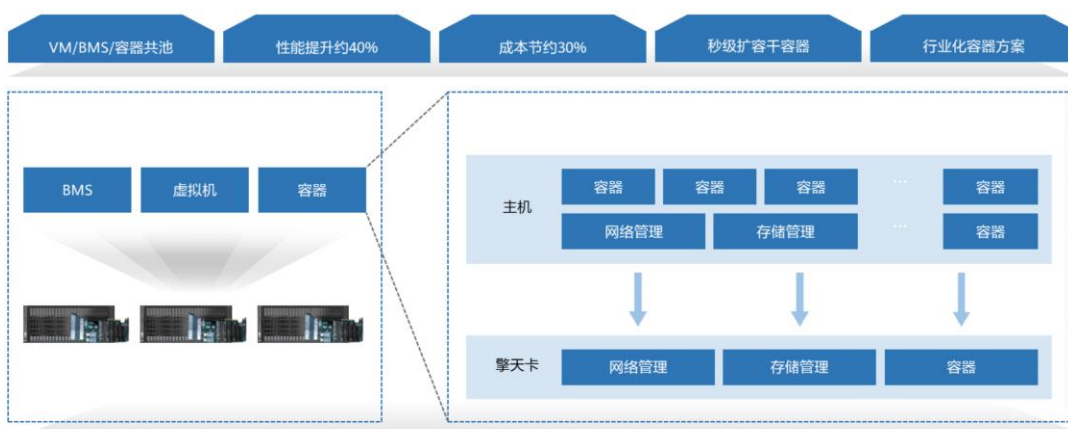 VM/BMS/容器共池
性能提升约40%
成本节约30%
秒级扩容千容器
行业化容器方案
BMS
虚拟机
容器
主机
容器
容器
容器
...
容器
网络管理
存储管理
...
容器
擎天卡
网络管理
存储管理
容器